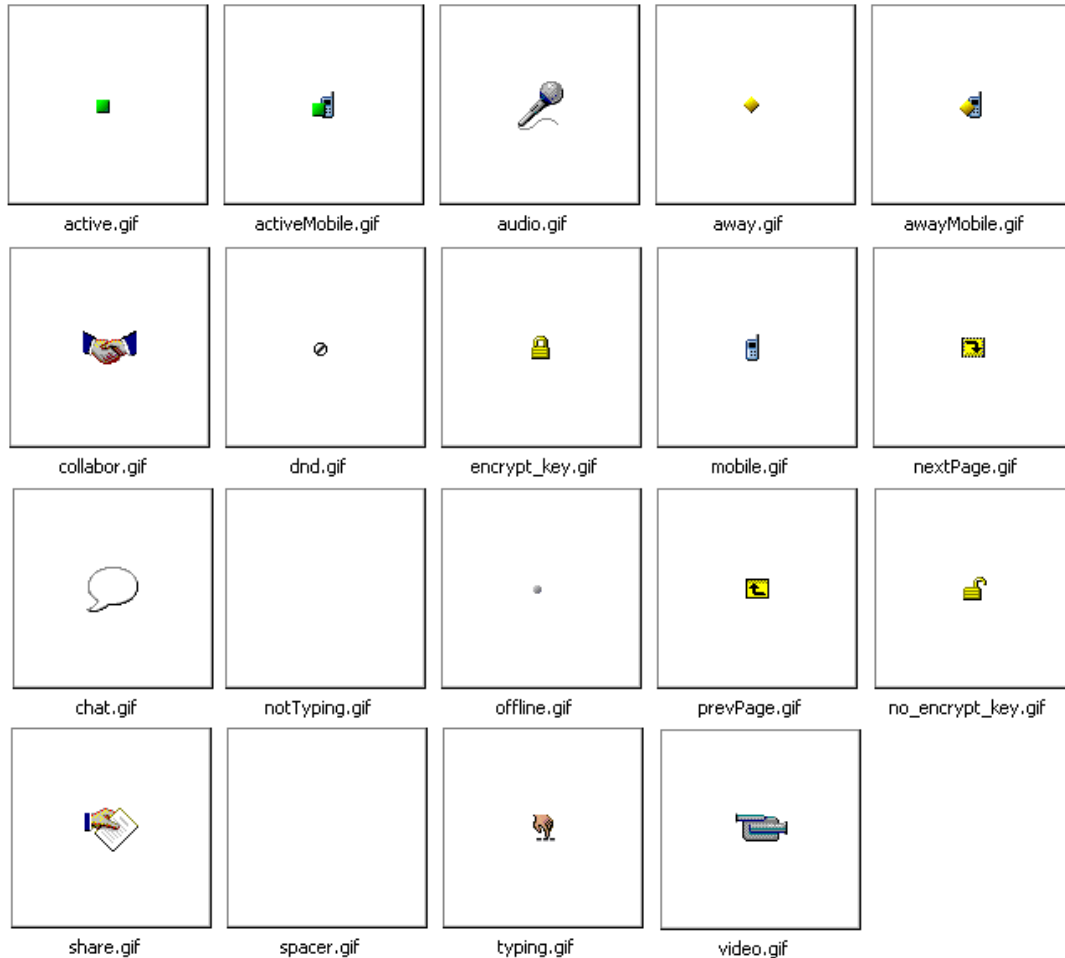 active.gif activeMobile.gif audio.gif away.gif awayMobile.gif
collabor.gif dnd.gif encrypt_key.gif mobile.gif nextPage.gif
chat.gif notTyping.gif offline.gif prevPage.gif no_encrypt_key.gif
share.gif spacer.gif typing.gif video.gif